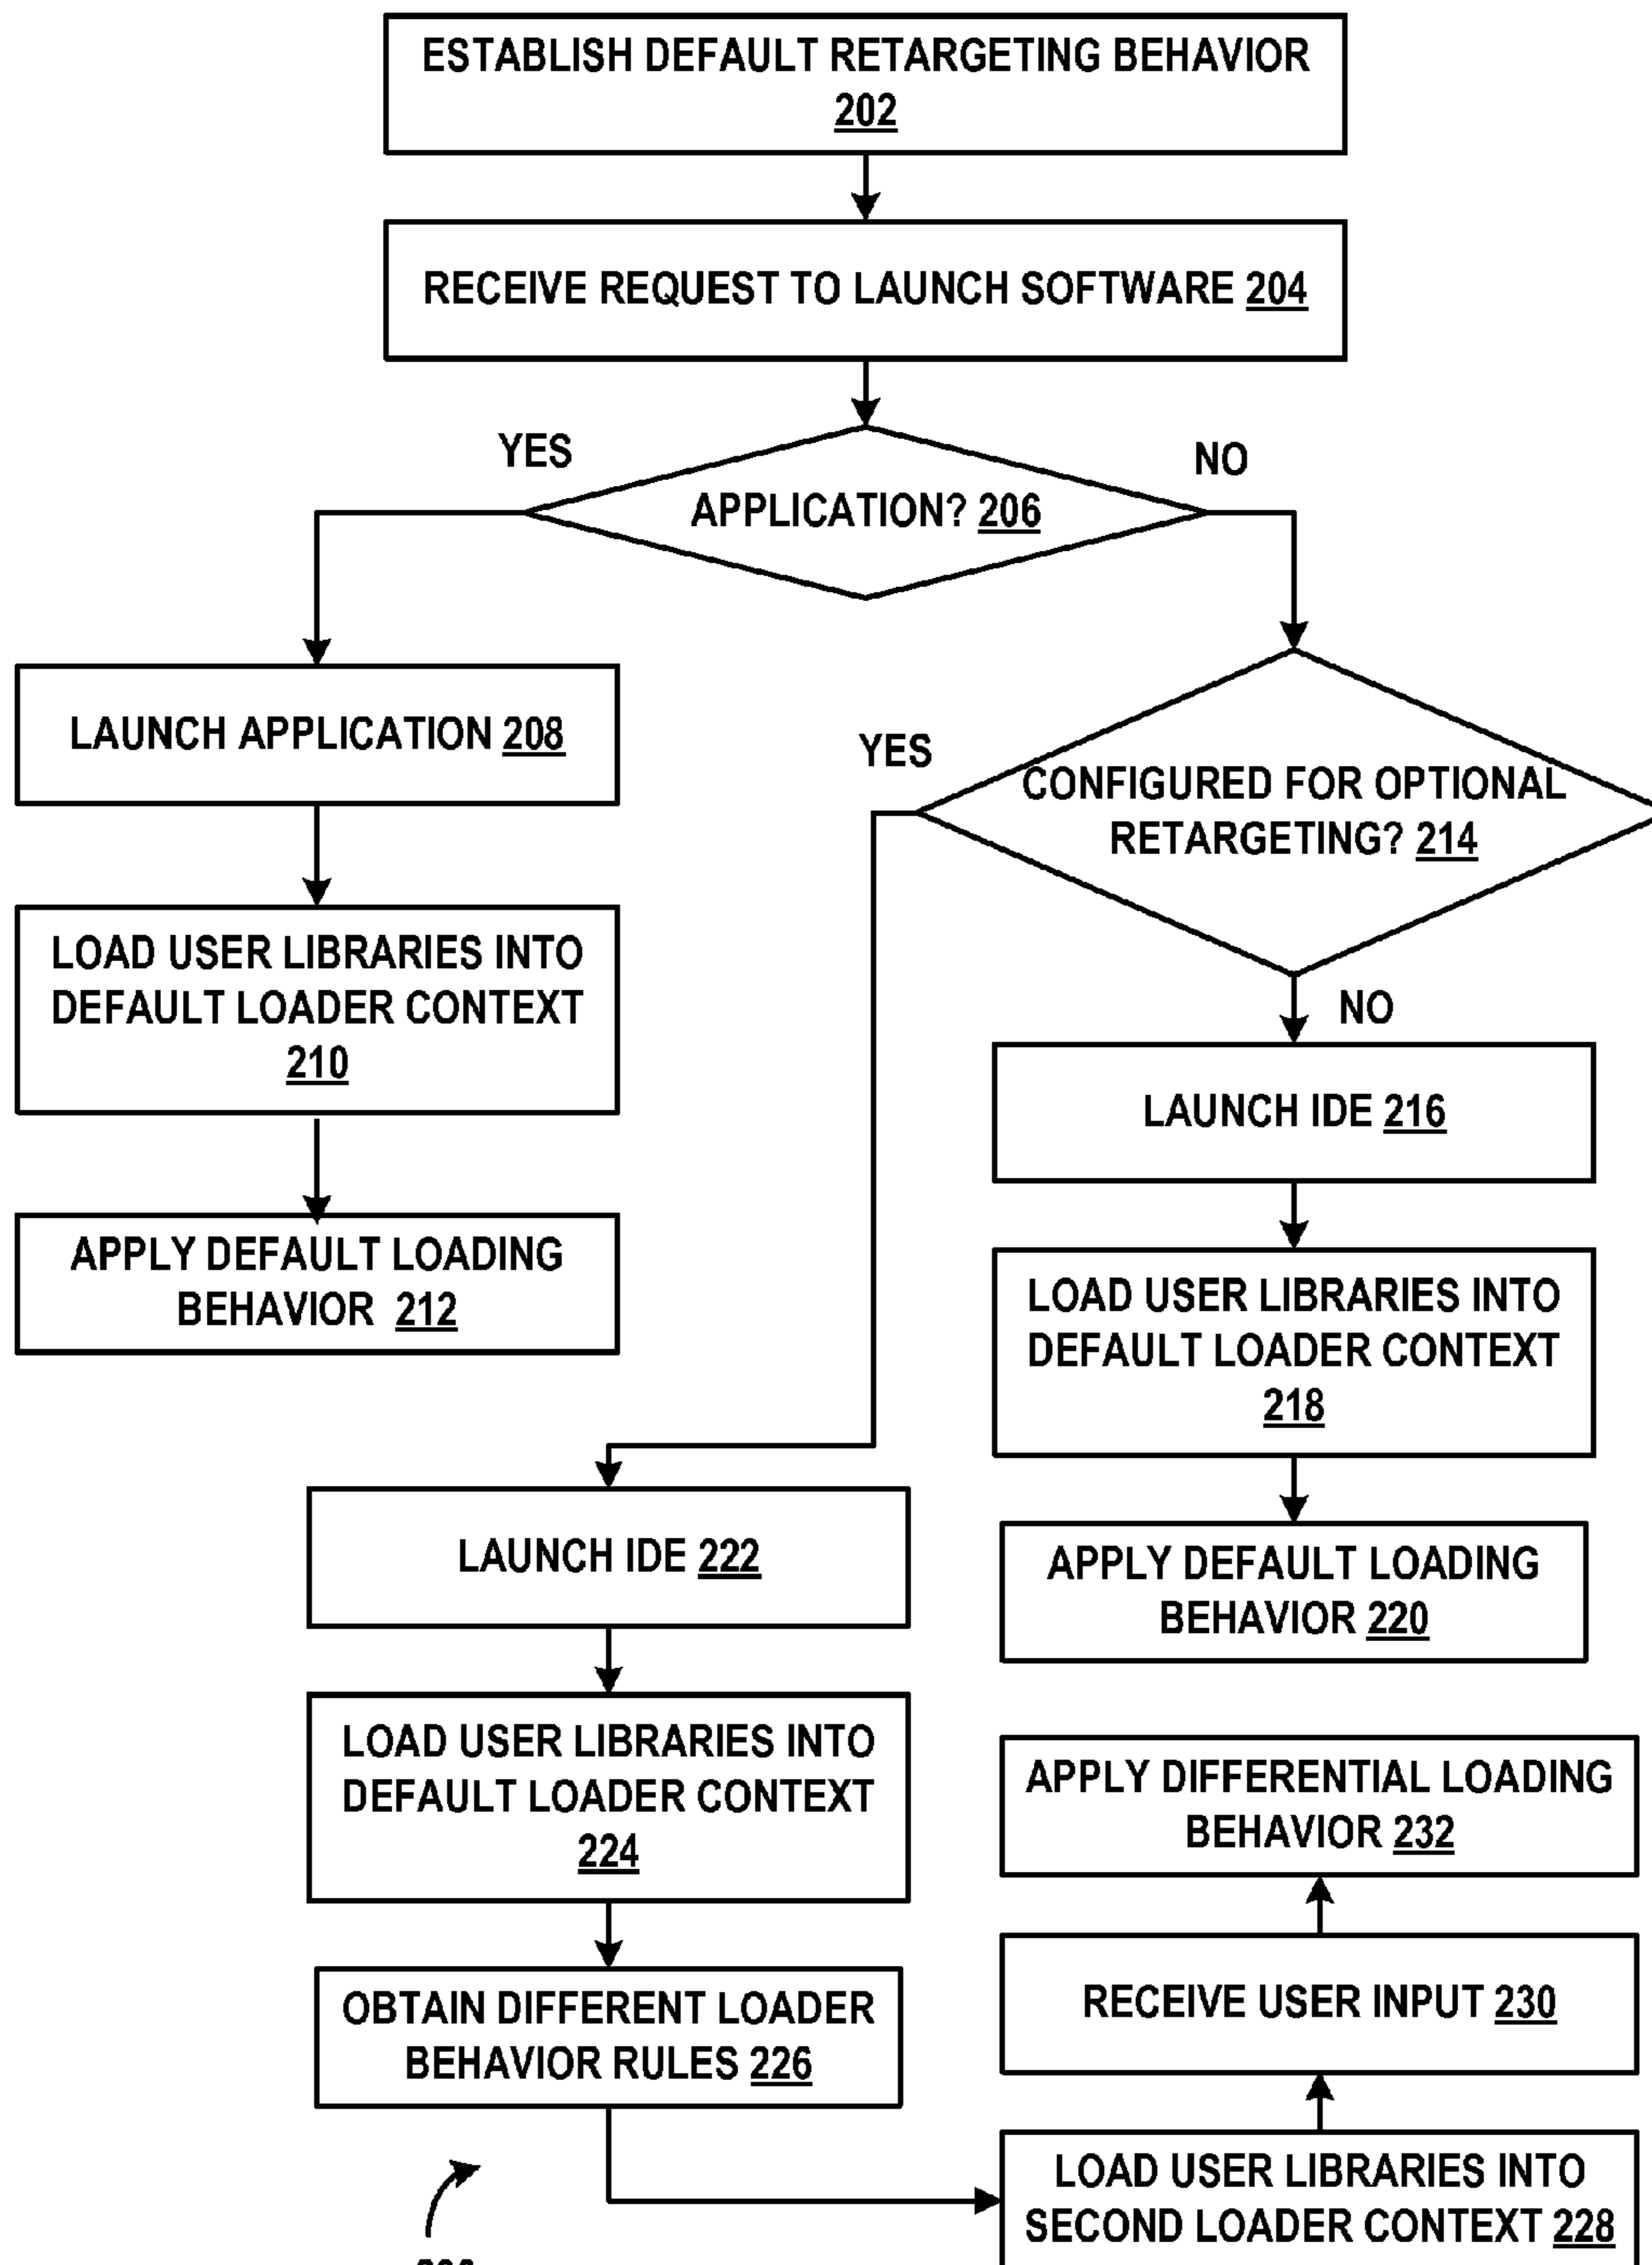 ESTABLISH DEFAULT RETARGETING BEHAVIOR
202
RECEIVE REQUEST TO LAUNCH SOFTWARE 204
YES
NO
APPLICATION? 206
LAUNCH APPLICATION 208
YES
CONFIGURED FOR OPTIONAL
RETARGETING? 214
LOAD USER LIBRARIES INTO
DEFAULT LOADER CONTEXT
210
NO
LAUNCH IDE 216
APPLY DEFAULT LOADING
BEHAVIOR 212
LOAD USER LIBRARIES INTO
DEFAULT LOADER CONTEXT
218
LAUNCH IDE 222
APPLY DEFAULT LOADING
BEHAVIOR 220
LOAD USER LIBRARIES INTO
DEFAULT LOADER CONTEXT
224
APPLY DIFFERENTIAL LOADING
BEHAVIOR 232
OBTAIN DIFFERENT LOADER
BEHAVIOR RULES 226
RECEIVE USER INPUT 230
LOAD USER LIBRARIES INTO
SECOND LOADER CONTEXT 228